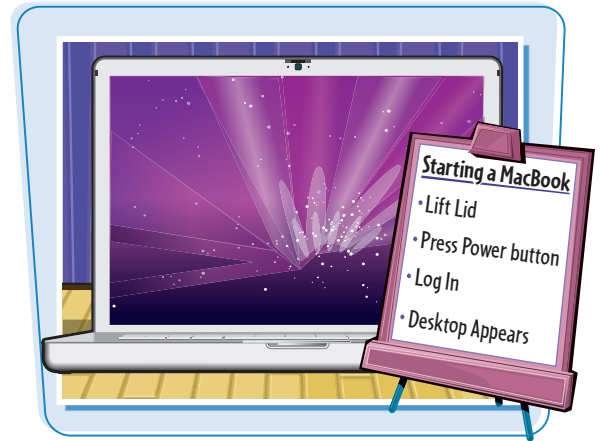 Starting a MacBook
•Lift Lid
•Press Power button
•Log In
•Desktop Appears